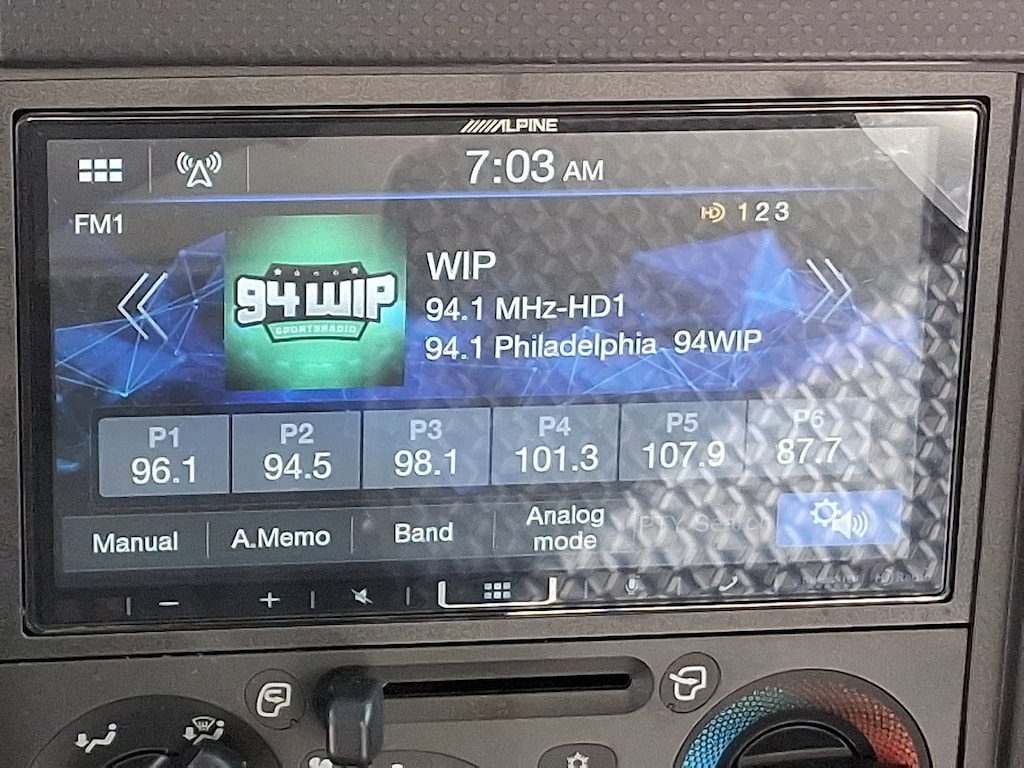 ALPINE
7:03 AM
FM1
HD 1 2 3
94 WIP
SPORTSRADIO
WIP
94.1 MHz-HD1
94.1 Philadelphia 94WIP
P1 P2 P3 P4 P5 P6
96.1 94.5 98.1 101.3 107.9 87.7
Manual A.Memo Band Analog mode PTY Search